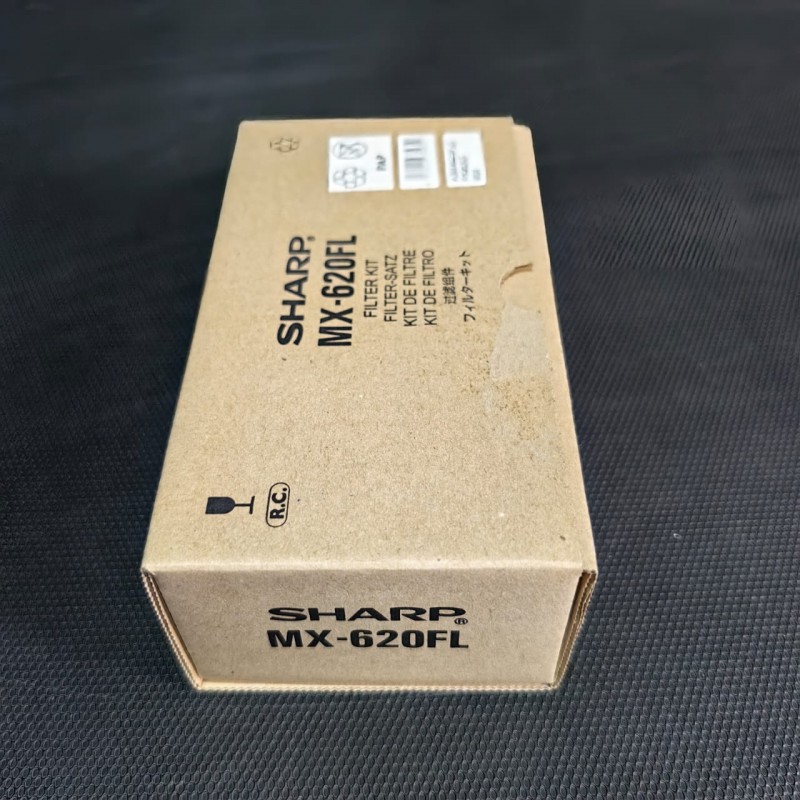 PAP
SHARP®
MX-620FL
FILTER KIT
FILTER-SATZ
KIT DE FILTRE
KIT DE FILTRO
过滤组件
フィルターキット
R.C.
SHARP®
MX-620FL